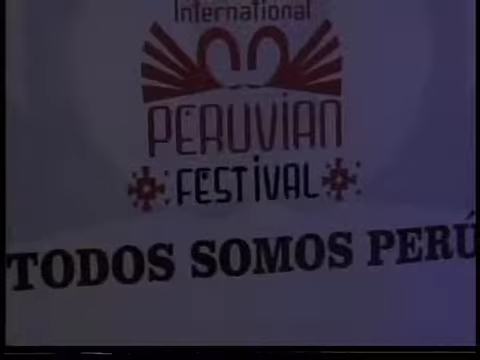 International
PERUVIAN
FESTIVAL
TODOS SOMOS PERÚ